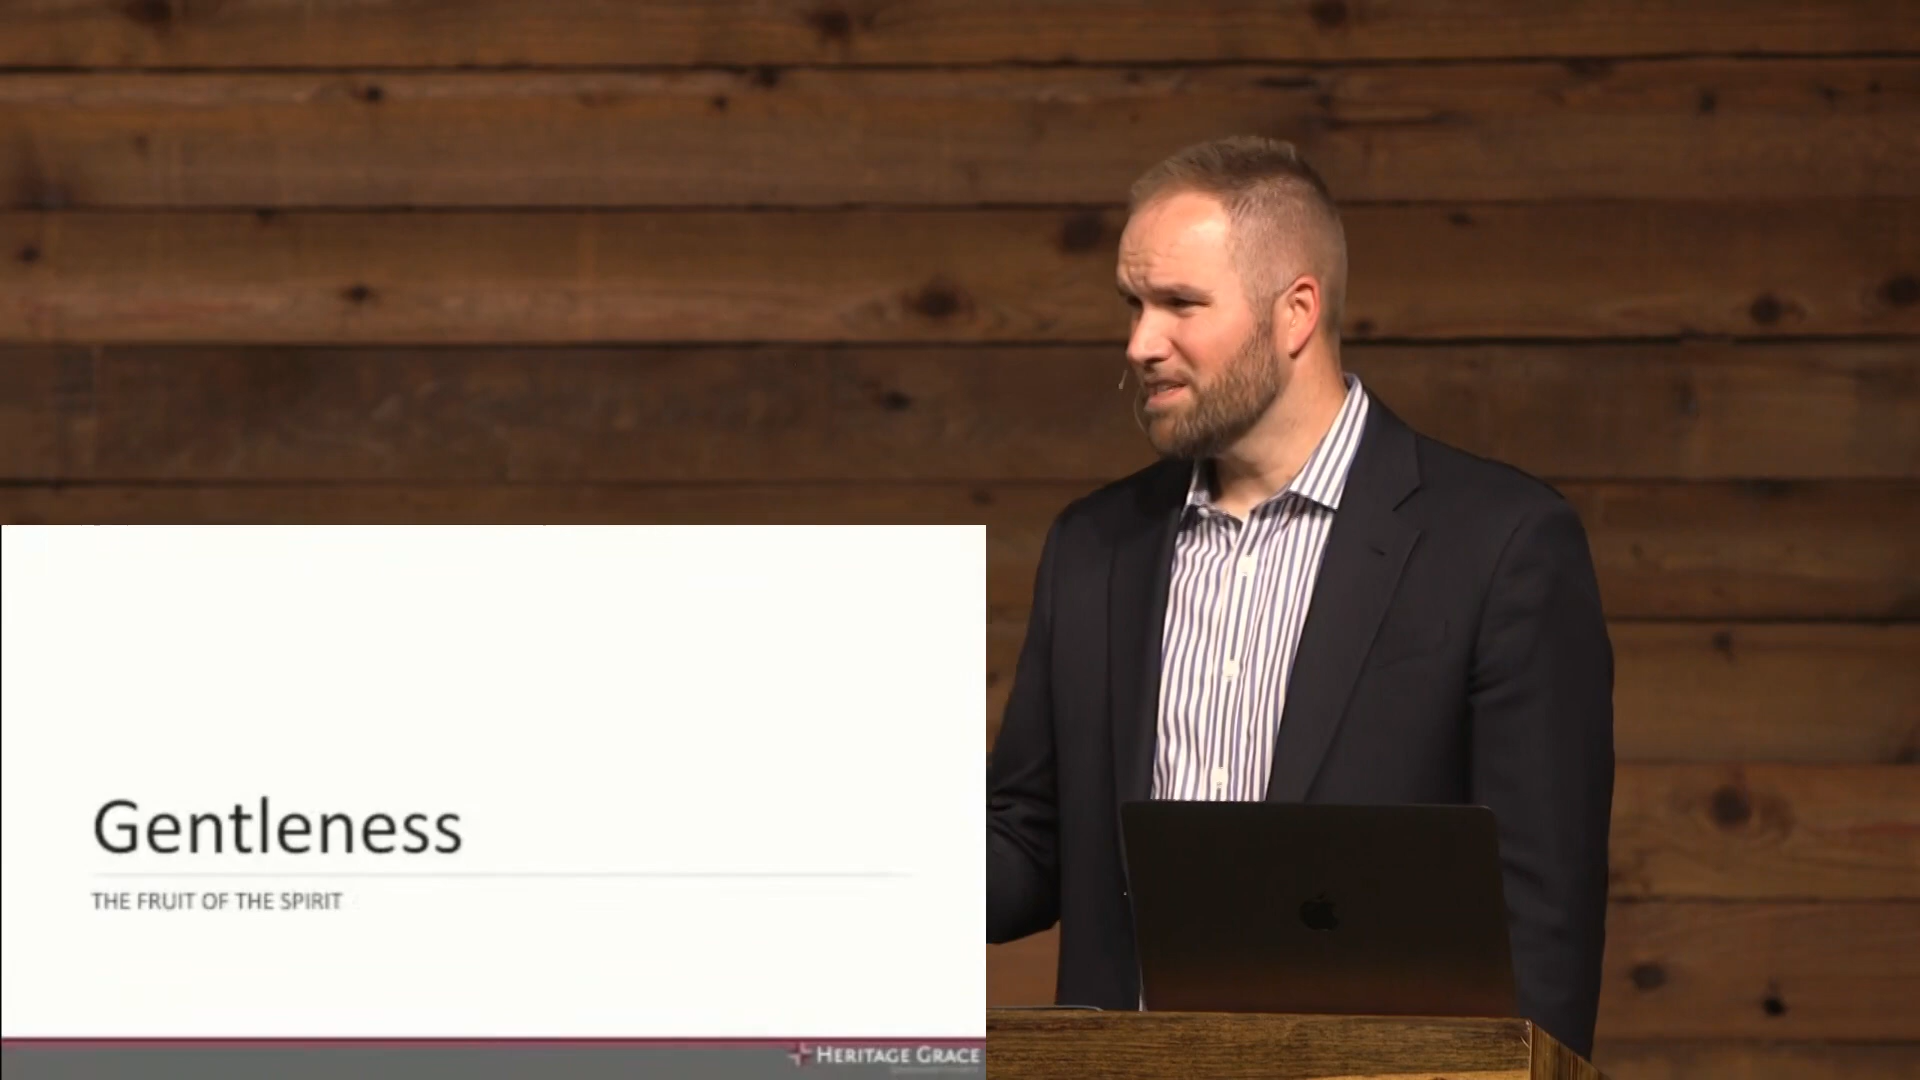 Gentleness
THE FRUIT OF THE SPIRIT
HERITAGE GRACE